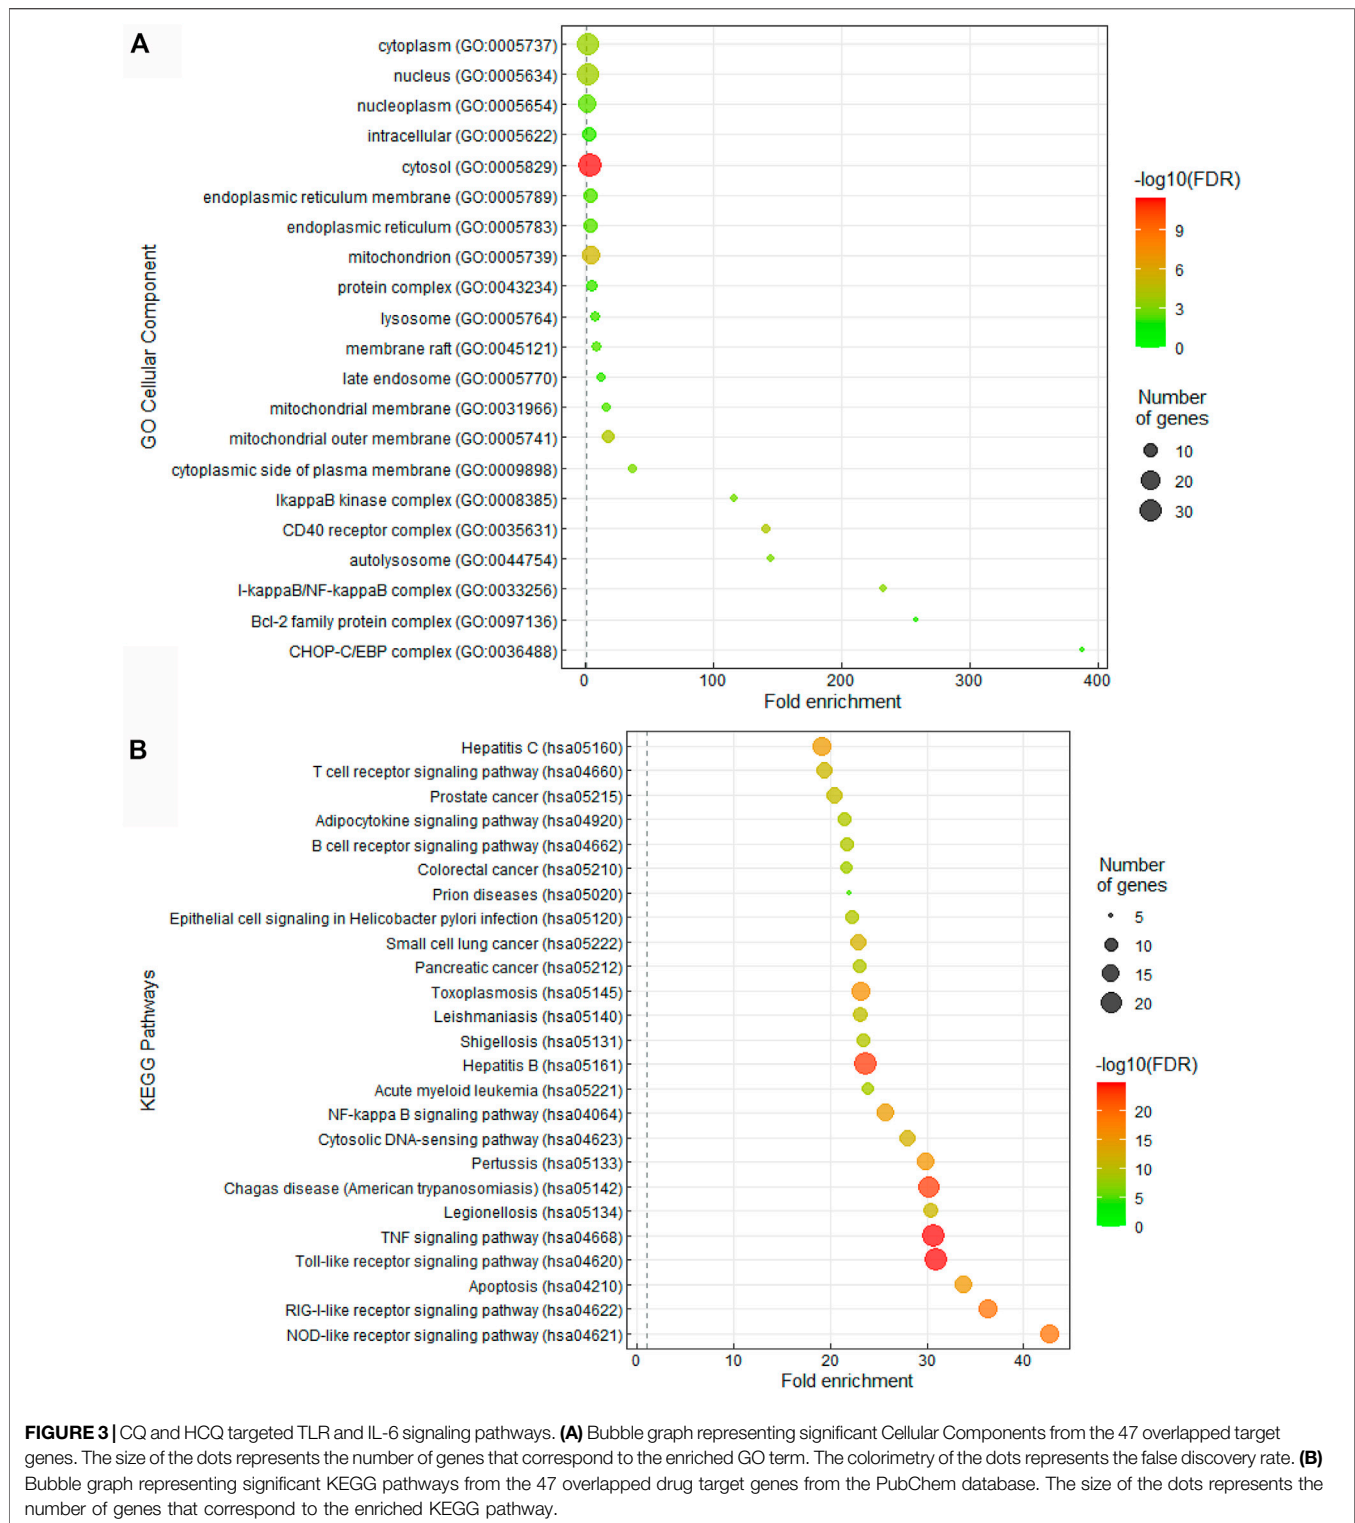 A
cytoplasm (GO:0005737)
nucleus (GO:0005634)
nucleoplasm (GO:0005654)
intracellular (GO:0005622)
cytosol (GO:0005829)
endoplasmic reticulum membrane (GO:0005789)
endoplasmic reticulum (GO:0005783)
mitochondrion (GO:0005739)
protein complex (GO:0043234)
lysosome (GO:0005764)
membrane raft (GO:0045121)
late endosome (GO:0005770)
mitochondrial membrane (GO:0031966)
mitochondrial outer membrane (GO:0005741)
cytoplasmic side of plasma membrane (GO:0009898)
IkappaB kinase complex (GO:0008385)
CD40 receptor complex (GO:0035631)
autolysosome (GO:0044754)
I-kappaB/NF-kappaB complex (GO:0033256)
Bcl-2 family protein complex (GO:0097136)
CHOP-C/EBP complex (GO:0036488)
GO Cellular Component
0 100 200 300 400
Fold enrichment
-log10(FDR)
9
6
3
0
Number
of genes
10
20
30
B
Hepatitis C (hsa05160)
T cell receptor signaling pathway (hsa04660)
Prostate cancer (hsa05215)
Adipocytokine signaling pathway (hsa04920)
B cell receptor signaling pathway (hsa04662)
Colorectal cancer (hsa05210)
Prion diseases (hsa05020)
Epithelial cell signaling in Helicobacter pylori infection (hsa05120)
Small cell lung cancer (hsa05222)
Pancreatic cancer (hsa05212)
Toxoplasmosis (hsa05145)
Leishmaniasis (hsa05140)
Shigellosis (hsa05131)
Hepatitis B (hsa05161)
Acute myeloid leukemia (hsa05221)
NF-kappa B signaling pathway (hsa04064)
Cytosolic DNA-sensing pathway (hsa04623)
Pertussis (hsa05133)
Chagas disease (American trypanosomiasis) (hsa05142)
Legionellosis (hsa05134)
TNF signaling pathway (hsa04668)
Toll-like receptor signaling pathway (hsa04620)
Apoptosis (hsa04210)
RIG-I-like receptor signaling pathway (hsa04622)
NOD-like receptor signaling pathway (hsa04621)
KEGG Pathways
0 10 20 30 40
Fold enrichment
Number
of genes
5
10
15
20
-log10(FDR)
20
15
10
5
0
FIGURE 3 | CQ and HCQ targeted TLR and IL-6 signaling pathways. (A) Bubble graph representing significant Cellular Components from the 47 overlapped target
genes. The size of the dots represents the number of genes that correspond to the enriched GO term. The colorimetry of the dots represents the false discovery rate. (B)
Bubble graph representing significant KEGG pathways from the 47 overlapped drug target genes from the PubChem database. The size of the dots represents the
number of genes that correspond to the enriched KEGG pathway.